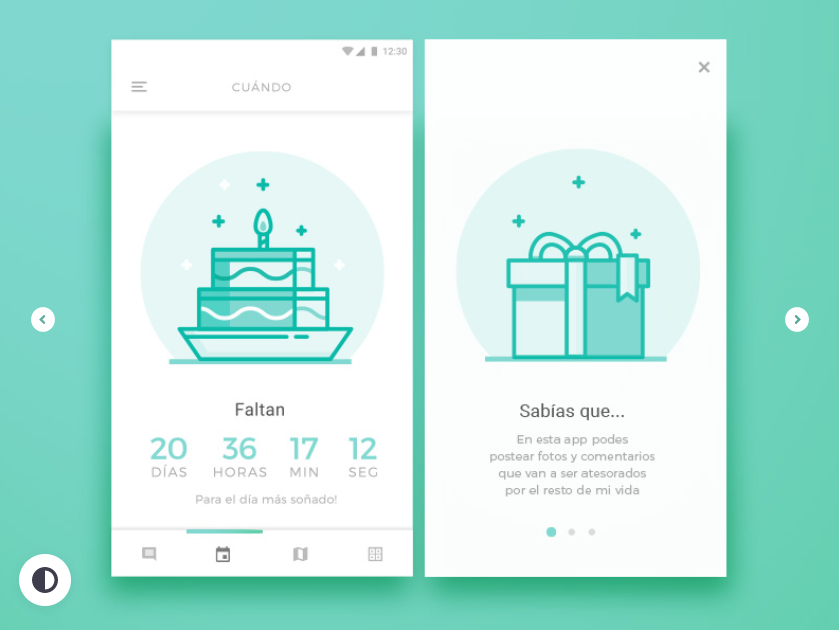 12:30
CUÁNDO
Faltan
20 36 17 12
DÍAS HORAS MIN SEG
Para el día más soñado!
Sabías que...
En esta app podes
postear fotos y comentarios
que van a ser atesorados
por el resto de mi vida